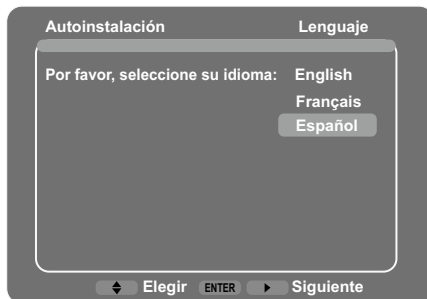 Autoinstalación Lenguaje
Por favor, seleccione su idioma: English
Français
Español
Elegir ENTER Siguiente